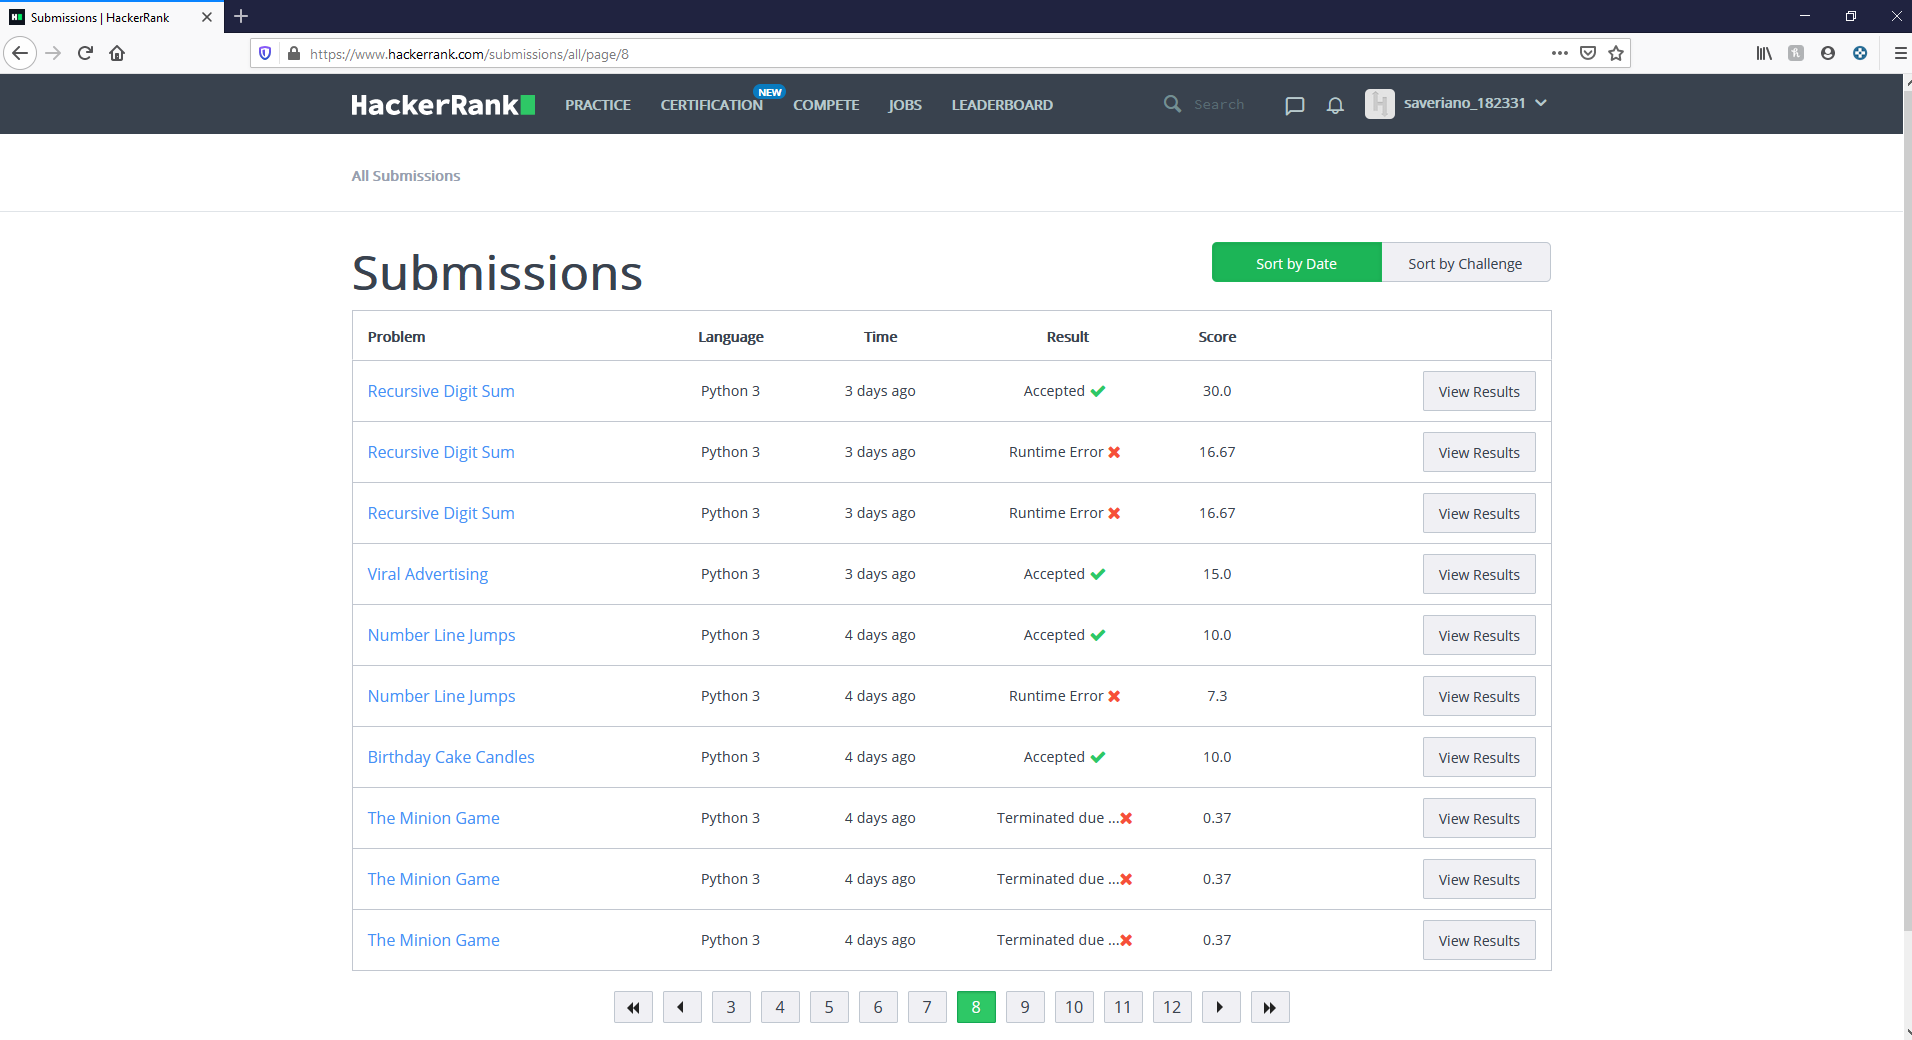 Submissions | HackerRank
https://www.hackerrank.com/submissions/all/page/8
HackerRank PRACTICE CERTIFICATION NEW COMPETE JOBS LEADERBOARD Search saveriano_182331
All Submissions
Submissions
Sort by Date Sort by Challenge
Problem Language Time Result Score
Recursive Digit Sum Python 3 3 days ago Accepted 30.0 View Results
Recursive Digit Sum Python 3 3 days ago Runtime Error 16.67 View Results
Recursive Digit Sum Python 3 3 days ago Runtime Error 16.67 View Results
Viral Advertising Python 3 3 days ago Accepted 15.0 View Results
Number Line Jumps Python 3 4 days ago Accepted 10.0 View Results
Number Line Jumps Python 3 4 days ago Runtime Error 7.3 View Results
Birthday Cake Candles Python 3 4 days ago Accepted 10.0 View Results
The Minion Game Python 3 4 days ago Terminated due ... 0.37 View Results
The Minion Game Python 3 4 days ago Terminated due ... 0.37 View Results
The Minion Game Python 3 4 days ago Terminated due ... 0.37 View Results
3 4 5 6 7 8 9 10 11 12